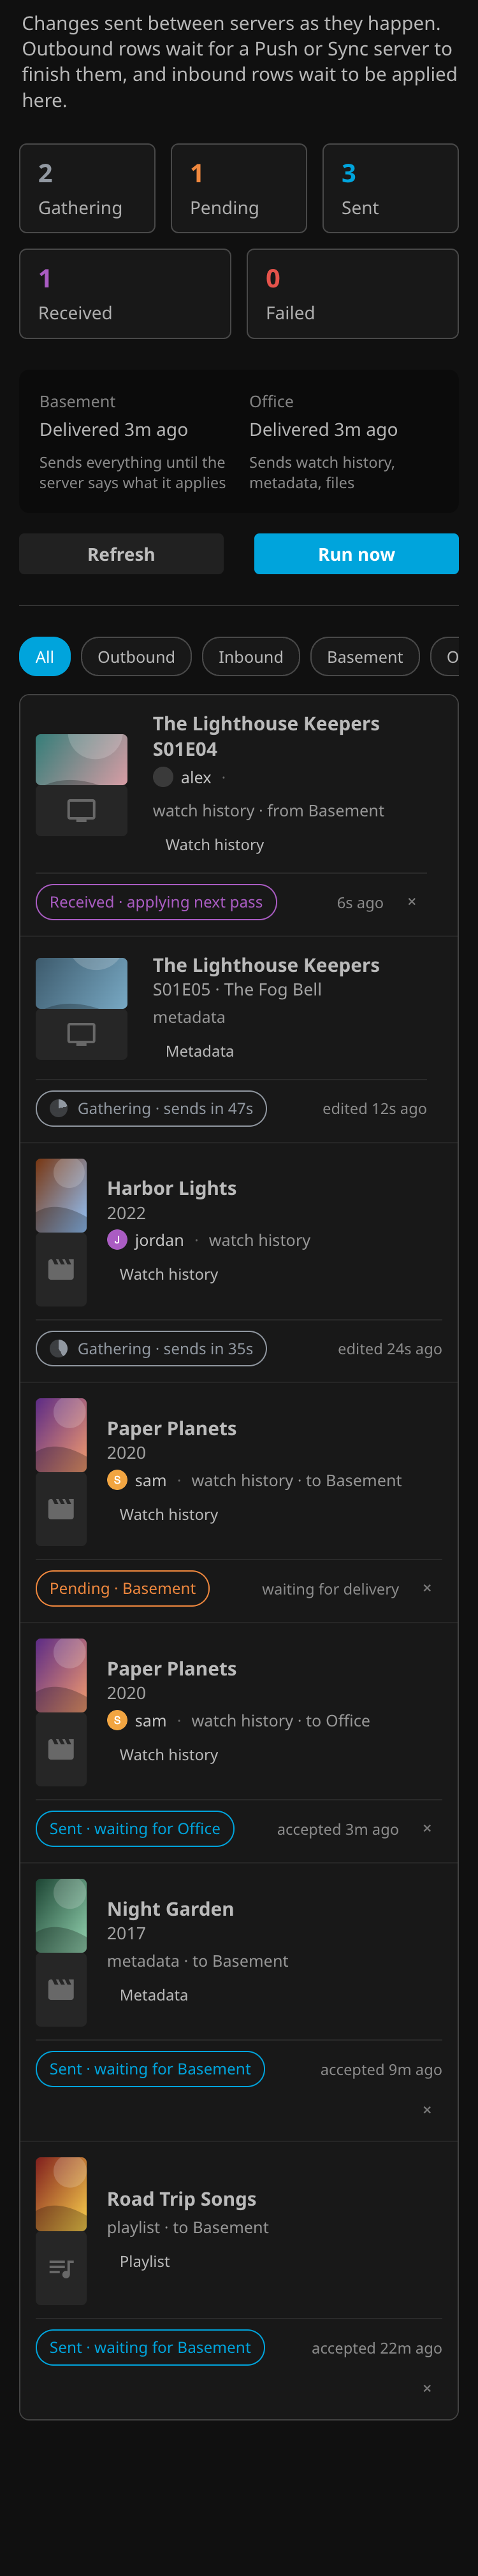 Changes sent between servers as they happen.
Outbound rows wait for a Push or Sync server to
finish them, and inbound rows wait to be applied
here.
2
Gathering
1
Pending
3
Sent
1
Received
0
Failed
Basement
Delivered 3m ago
Sends everything until the
server says what it applies
Office
Delivered 3m ago
Sends watch history,
metadata, files
Refresh
Run now
All
Outbound
Inbound
Basement
The Lighthouse Keepers
S01E04
alex ·
watch history · from Basement
Watch history
Received · applying next pass
6s ago ×
The Lighthouse Keepers
S01E05 · The Fog Bell
metadata
Metadata
Gathering · sends in 47s
edited 12s ago
Harbor Lights
2022
J jordan · watch history
Watch history
Gathering · sends in 35s
edited 24s ago
Paper Planets
2020
S sam · watch history · to Basement
Watch history
Pending · Basement
waiting for delivery ×
Paper Planets
2020
S sam · watch history · to Office
Watch history
Sent · waiting for Office
accepted 3m ago ×
Night Garden
2017
metadata · to Basement
Metadata
Sent · waiting for Basement
accepted 9m ago
×
Road Trip Songs
playlist · to Basement
Playlist
Sent · waiting for Basement
accepted 22m ago
×